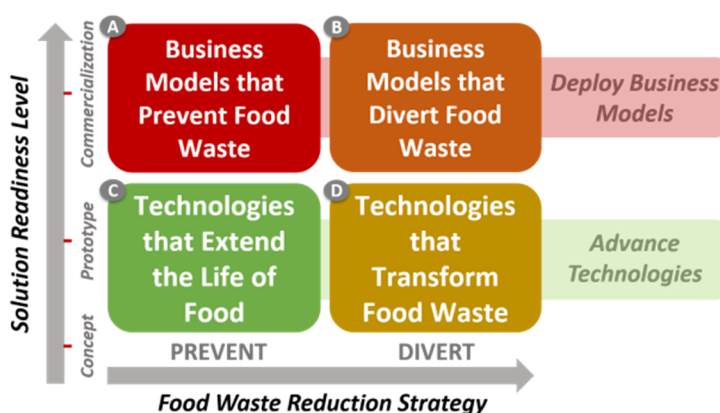 A
Business
Models that
Prevent Food
Waste
B
Business
Models that
Divert Food
Waste
Deploy Business
Models
C
Technologies
that Extend
the Life of
Food
D
Technologies
that
Transform
Food Waste
Advance
Technologies
Solution Readiness Level
Commercialization
Prototype
Concept
PREVENT
DIVERT
Food Waste Reduction Strategy